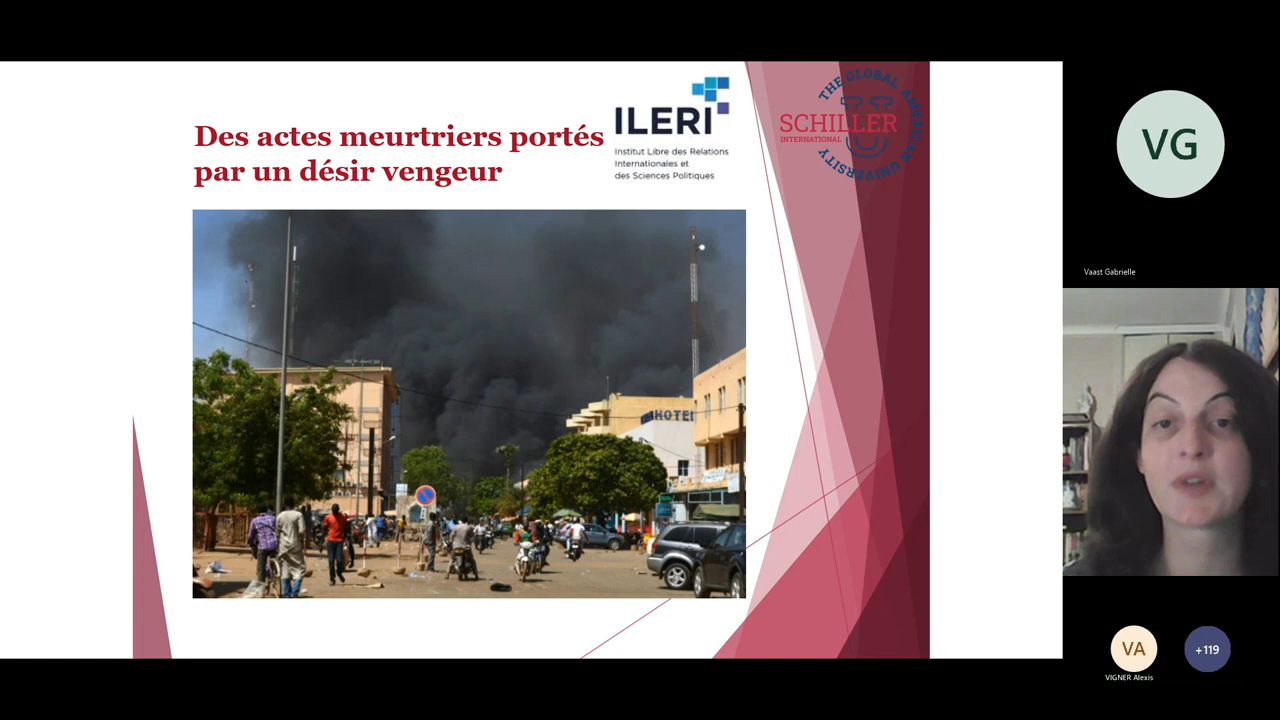 Des actes meurtriers portés
par un désir vengeur
ILERI
Institut Libre des Relations
Internationales et
des Sciences Politiques
THE GLOBAL AMERICAN UNIVERSITY
SCHILLER
INTERNATIONAL
U
HOTEL
VG
Vaast Gabrielle
VA
+119
VIGNER Alexis